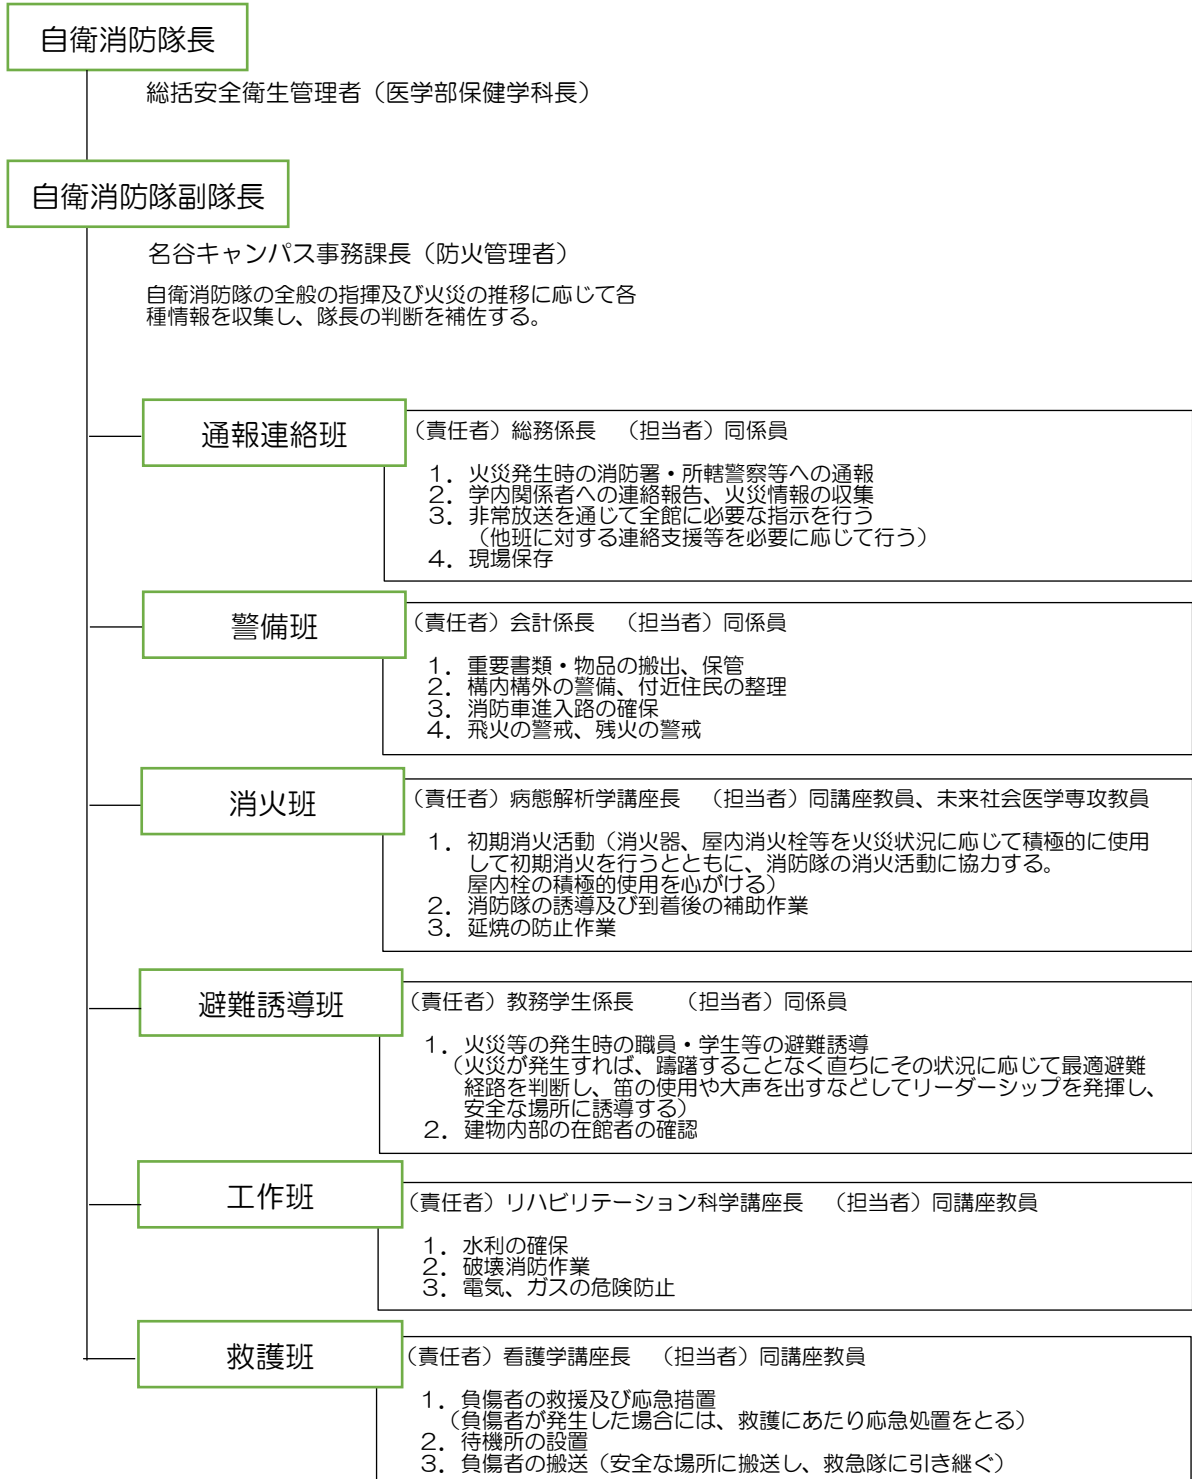 自衛消防隊長
総括安全衛生管理者（医学部保健学科長）
自衛消防隊副隊長
名谷キャンパス事務課長（防火管理者）
自衛消防隊の全般の指揮及び火災の推移に応じて各
種情報を収集し、隊長の判断を補佐する。
通報連絡班
（責任者）総務係長　（担当者）同係員
１．火災発生時の消防署・所轄警察等への通報
２．学内関係者への連絡報告、火災情報の収集
３．非常放送を通じて全館に必要な指示を行う
（他班に対する連絡支援等を必要に応じて行う）
４．現場保存
警備班
（責任者）会計係長　（担当者）同係員
１．重要書類・物品の搬出、保管
２．構内構外の警備、付近住民の整理
３．消防車進入路の確保
４．飛火の警戒、残火の警戒
消火班
（責任者）病態解析学講座長　（担当者）同講座教員、未来社会医学専攻教員
１．初期消火活動（消火器、屋内消火栓等を火災状況に応じて積極的に使用
して初期消火を行うとともに、消防隊の消火活動に協力する。
屋内栓の積極的使用を心がける）
２．消防隊の誘導及び到着後の補助作業
３．延焼の防止作業
避難誘導班
（責任者）教務学生係長　　（担当者）同係員
１．火災等の発生時の職員・学生等の避難誘導
（火災が発生すれば、躊躇することなく直ちにその状況に応じて最適避難
経路を判断し、笛の使用や大声を出すなどしてリーダーシップを発揮し、
安全な場所に誘導する）
２．建物内部の在館者の確認
工作班
（責任者）リハビリテーション科学講座長　（担当者）同講座教員
１．水利の確保
２．破壊消防作業
３．電気、ガスの危険防止
救護班
（責任者）看護学講座長　（担当者）同講座教員
１．負傷者の救援及び応急措置
（負傷者が発生した場合には、救護にあたり応急処置をとる）
２．待機所の設置
３．負傷者の搬送（安全な場所に搬送し、救急隊に引き継ぐ）